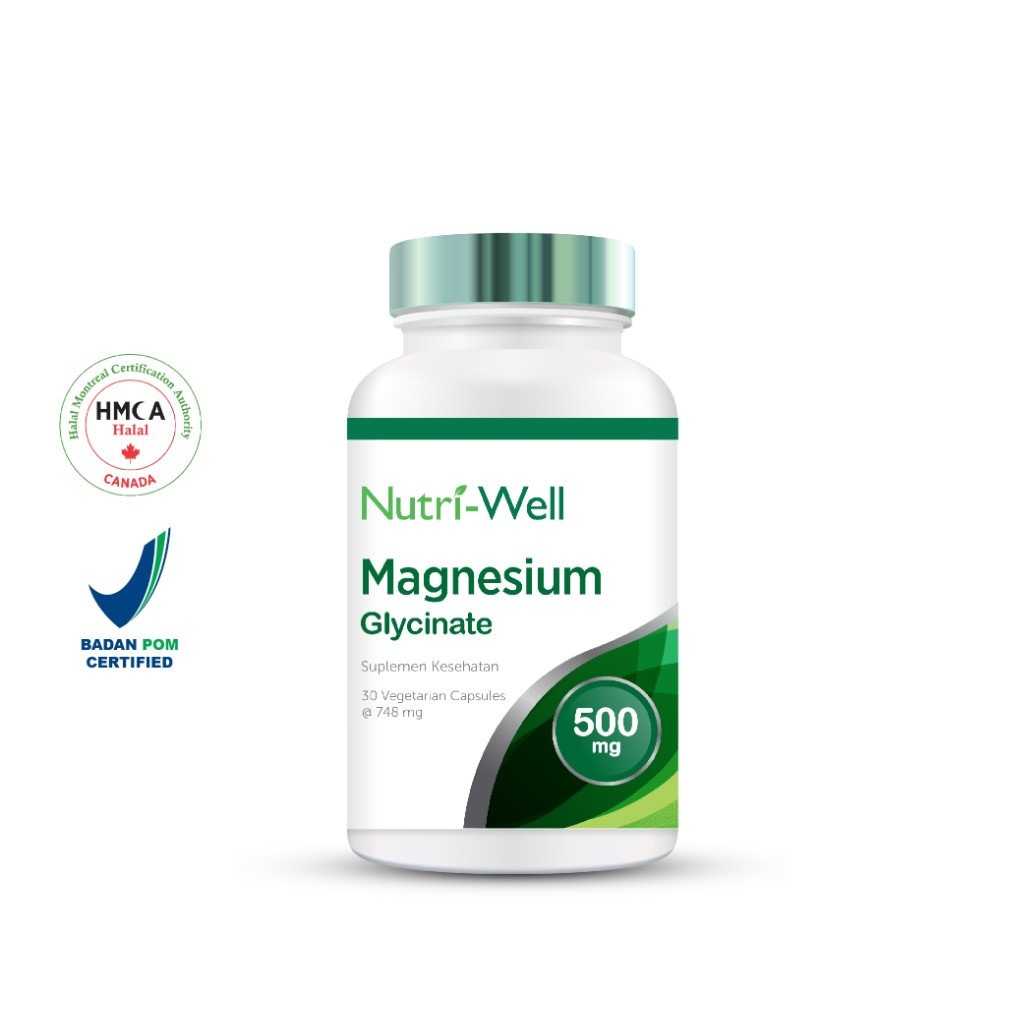 Halal Montreal Certification Authority
HMCA
Halal
CANADA
BADAN POM
CERTIFIED
Nutri-Well
Magnesium
Glycinate
Suplemen Kesehatan
30 Vegetarian Capsules
@ 748 mg
500
mg